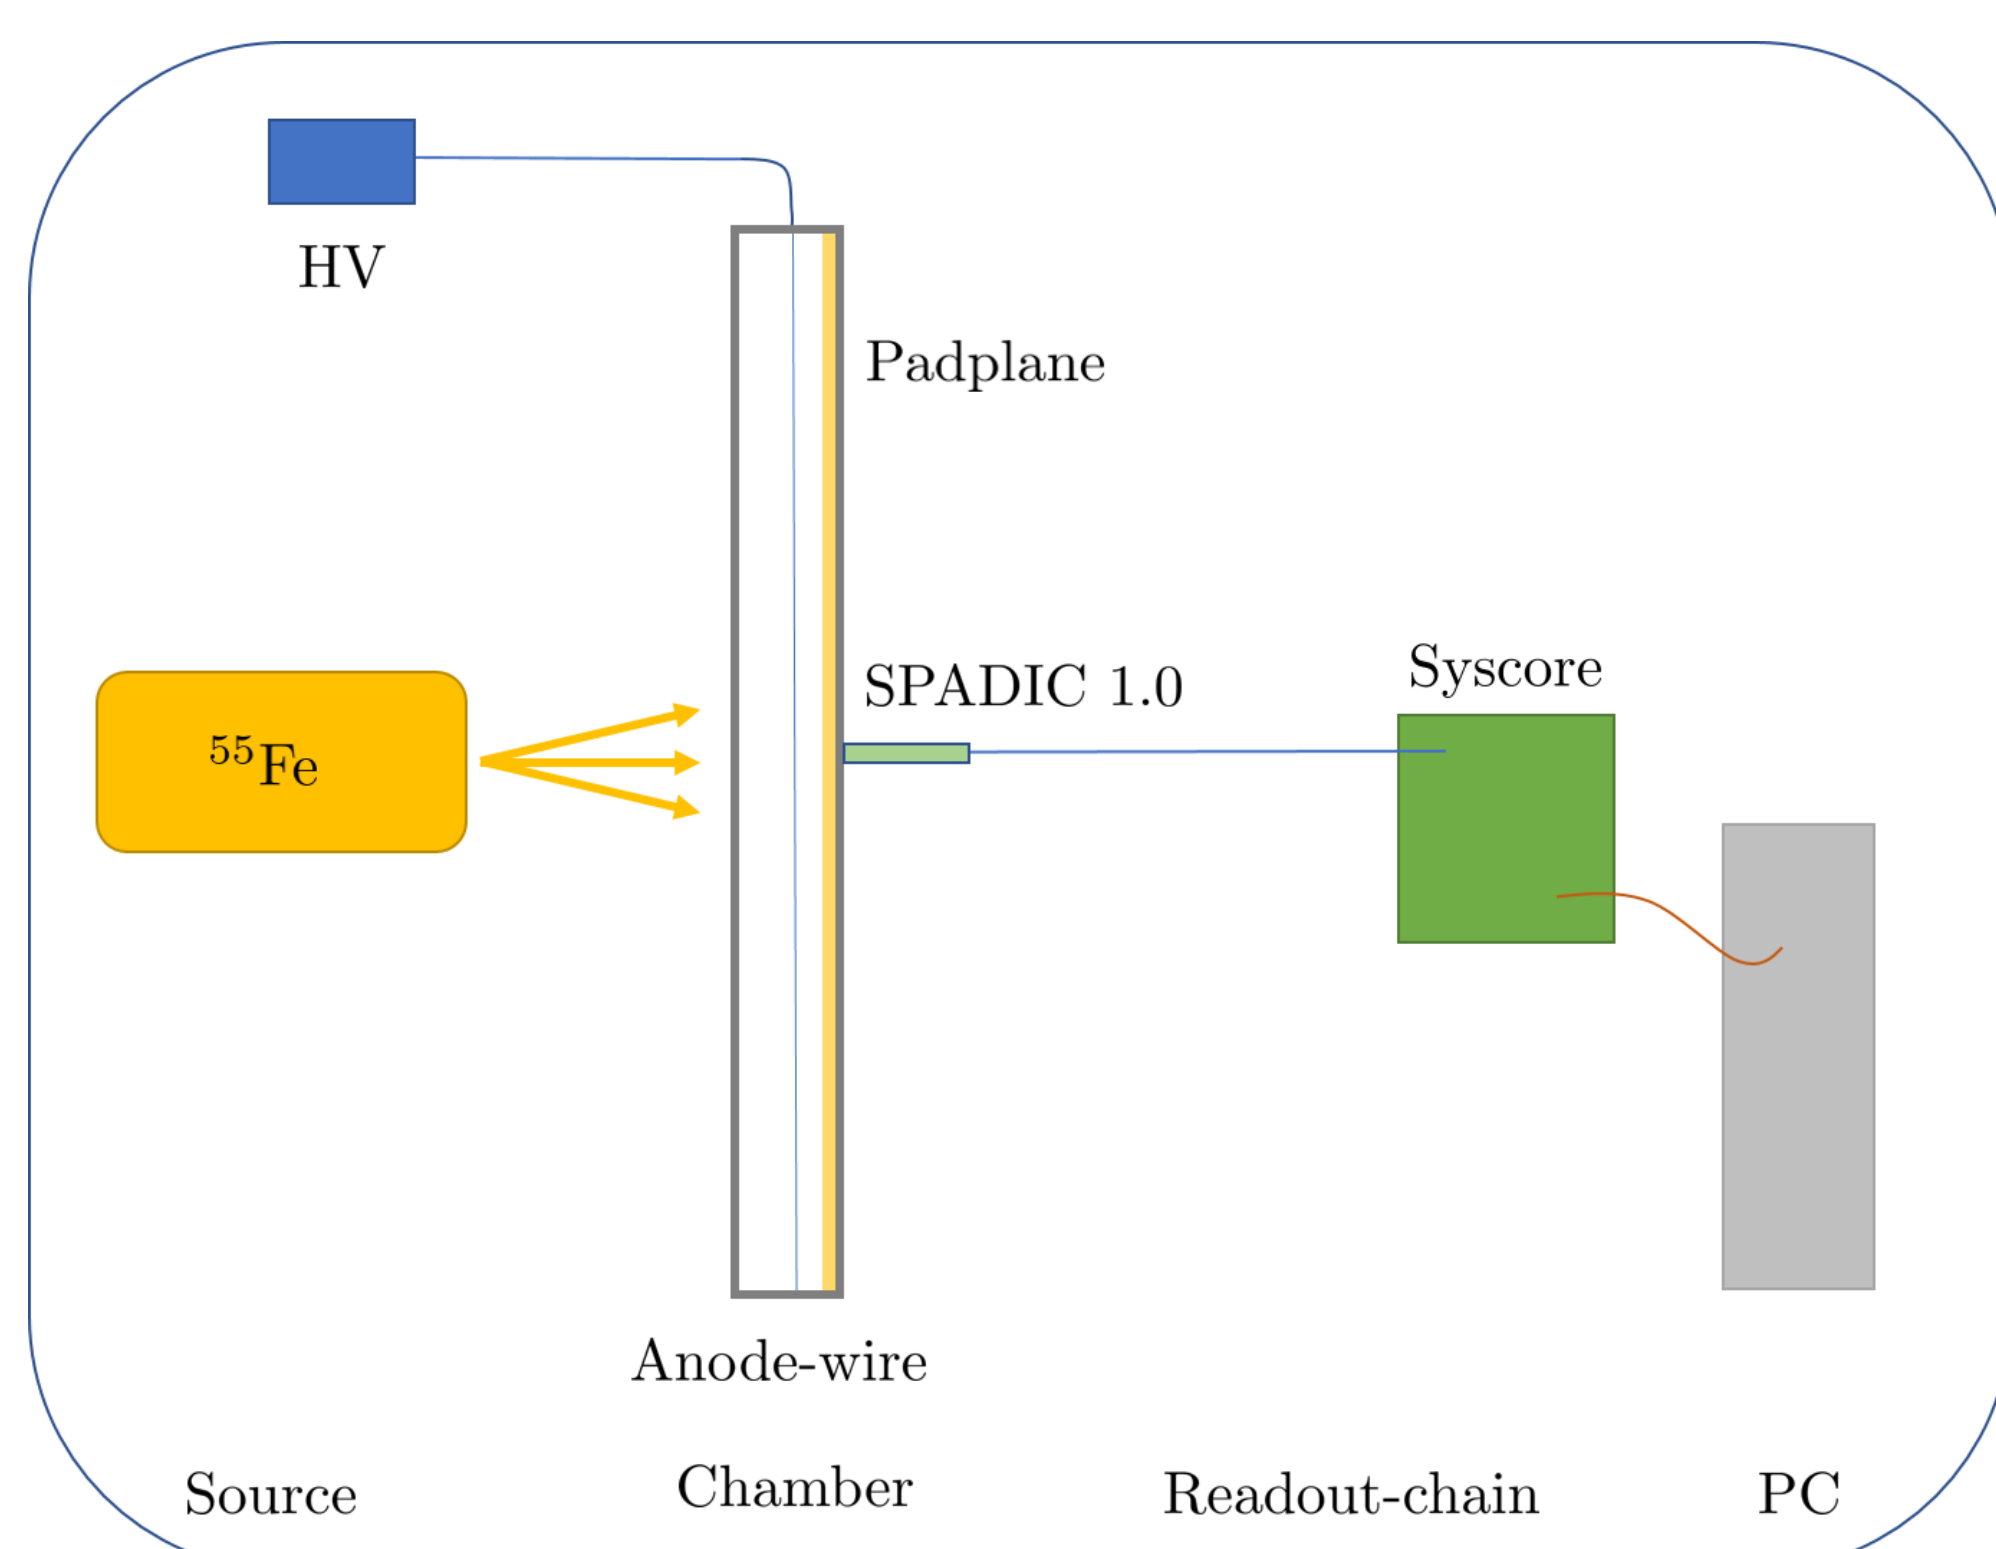 HV
Padplane
SPADIC 1.0
Syscore
⁵⁵Fe
Anode-wire
Source
Chamber
Readout-chain
PC